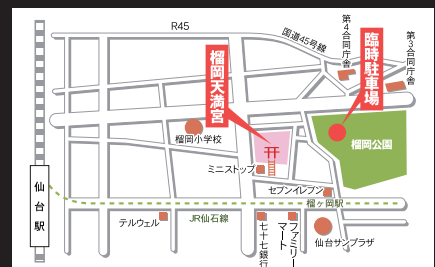 R45
国道45号線
第4合同庁舎
第3合同庁舎
臨時駐車場
榴岡天満宮
榴岡小学校
榴岡公園
ミニストップ
セブンイレブン
榴ヶ岡駅
仙台駅
テルウェル
JR仙石線
七十七銀行
ファミリーマート
仙台サンプラザ